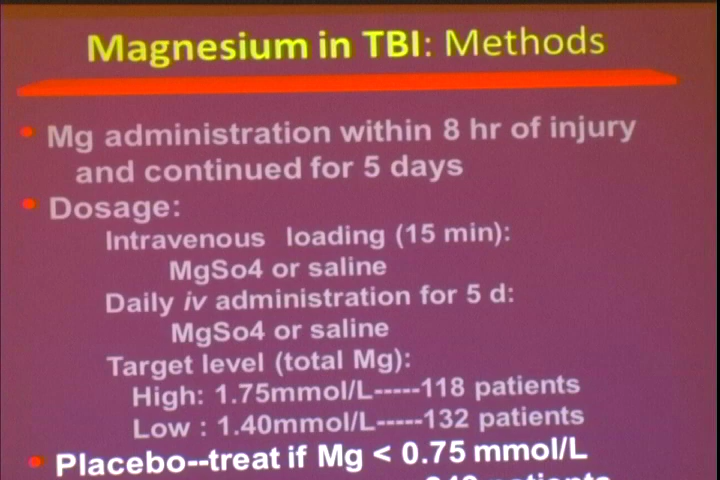 Magnesium in TBI: Methods
• Mg administration within 8 hr of injury
and continued for 5 days
• Dosage:
Intravenous loading (15 min):
MgSo4 or saline
Daily iv administration for 5 d:
MgSo4 or saline
Target level (total Mg):
High: 1.75mmol/L-----118 patients
Low : 1.40mmol/L-----132 patients
• Placebo--treat if Mg < 0.75 mmol/L
patients